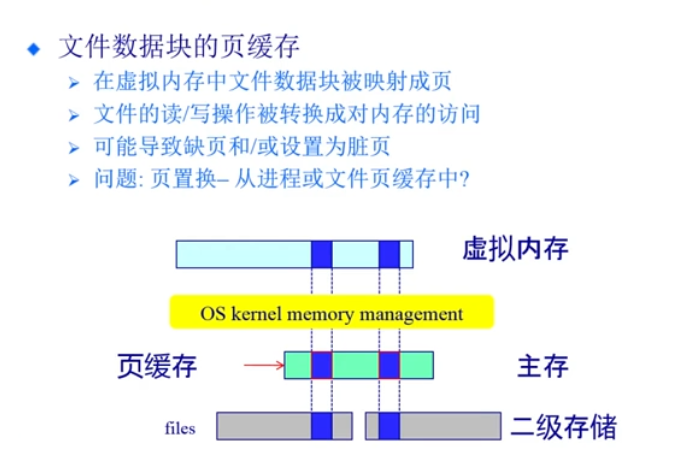 文件数据块的页缓存
在虚拟内存中文件数据块被映射成页
文件的读/写操作被转换成对内存的访问
可能导致缺页和/或设置为脏页
问题: 页置换– 从进程或文件页缓存中?
虚拟内存
OS kernel memory management
页缓存
主存
files
二级存储